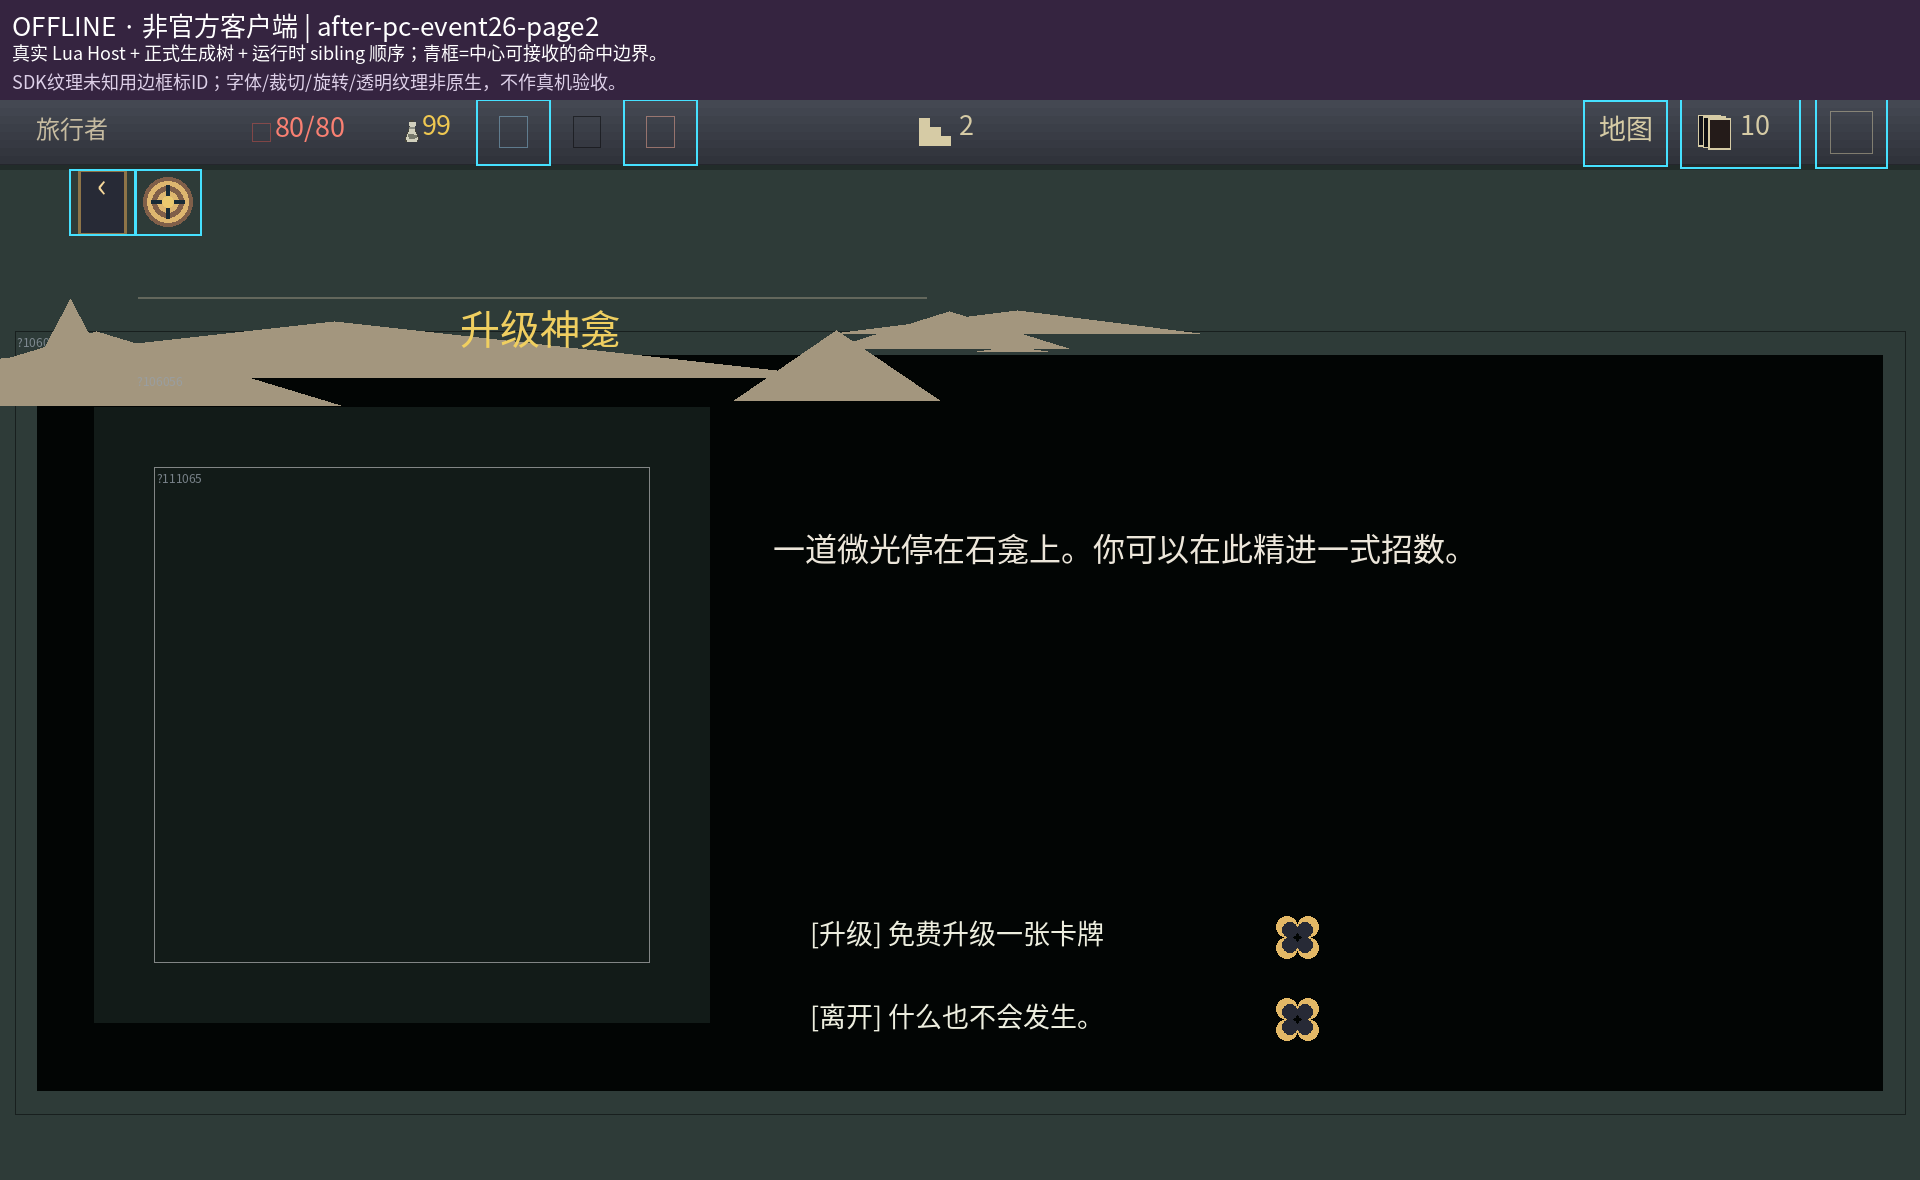 OFFLINE · 非官方客户端 | after-pc-event26-page2
真实 Lua Host + 正式生成树 + 运行时 sibling 顺序；青框=中心可接收的命中边界。
SDK纹理未知用边框标ID；字体/裁切/旋转/透明纹理非原生，不作真机验收。
旅行者 80/80 99 2 地图 10
‹
升级神龛
?1060
?111065
一道微光停在石龛上。你可以在此精进一式招数。
[升级] 免费升级一张卡牌
[离开] 什么也不会发生。